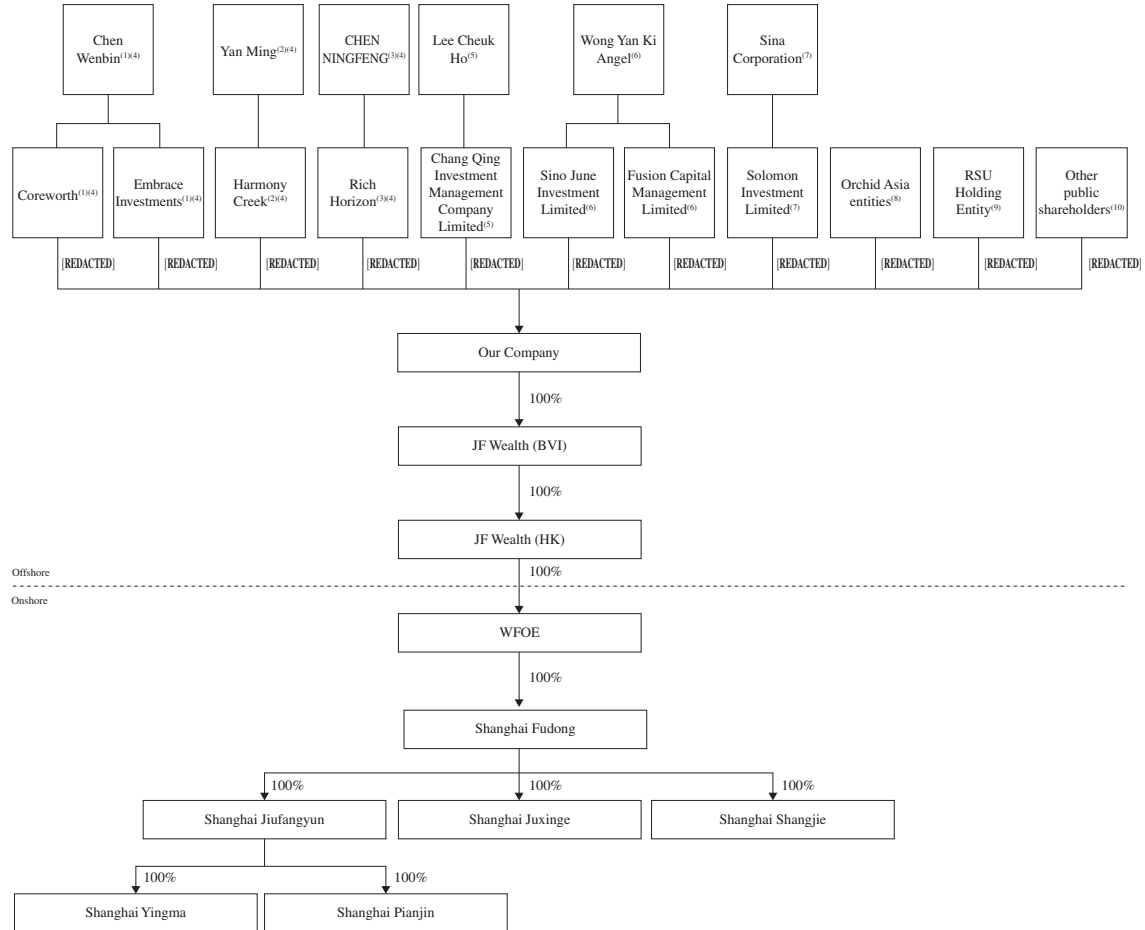 Chen
Wenbin(1)(4)
Yan Ming(2)(4)
CHEN
NINGFENG(3)(4)
Lee Cheuk
Ho(5)
Wong Yan Ki
Angel(6)
Sina
Corporation(7)
Coreworth(1)(4)
Embrace
Investments(1)(4)
Harmony
Creek(2)(4)
Rich
Horizon(3)(4)
Chang Qing
Investment
Management
Company
Limited(5)
Sino June
Investment
Limited(6)
Fusion Capital
Management
Limited(6)
Solomon
Investment
Limited(7)
Orchid Asia
entities(8)
RSU
Holding
Entity(9)
Other
public
shareholders(10)
[REDACTED]
[REDACTED]
[REDACTED]
[REDACTED]
[REDACTED]
[REDACTED]
[REDACTED]
[REDACTED]
[REDACTED]
[REDACTED]
[REDACTED]
Our Company
100%
JF Wealth (BVI)
100%
JF Wealth (HK)
Offshore
100%
Onshore
WFOE
100%
Shanghai Fudong
100%
100%
100%
Shanghai Jiufangyun
Shanghai Juxinge
Shanghai Shangjie
100%
100%
Shanghai Yingma
Shanghai Pianjin